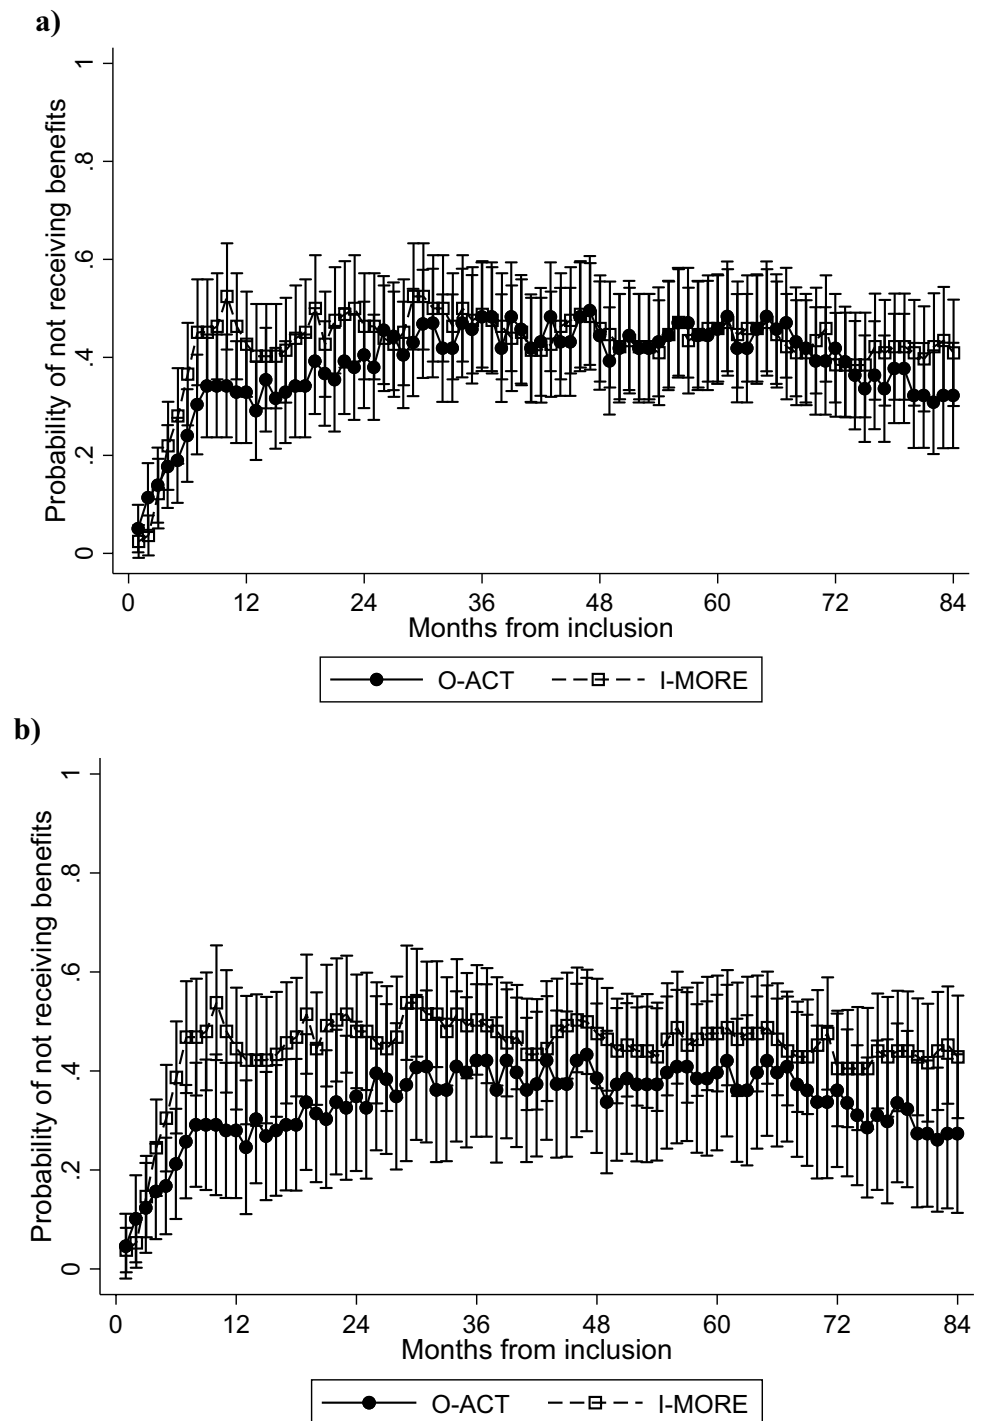 a)
Probability of not receiving benefits
1
.8
.6
.4
.2
0
0 12 24 36 48 60 72 84
Months from inclusion
O-ACT I-MORE
b)
Probability of not receiving benefits
1
.8
.6
.4
.2
0
0 12 24 36 48 60 72 84
Months from inclusion
O-ACT I-MORE